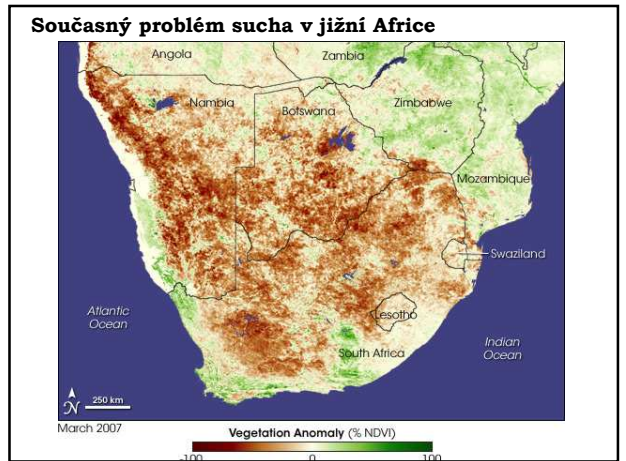 Současný problém sucha v jižní Africe
Angola
Zambia
Nambia
Botswana
Zimbabwe
Mozambique
Swaziland
Lesotho
South Africa
Atlantic
Ocean
Indian
Ocean
N
250 km
March 2007
Vegetation Anomaly (% NDVI)
-100 0 100